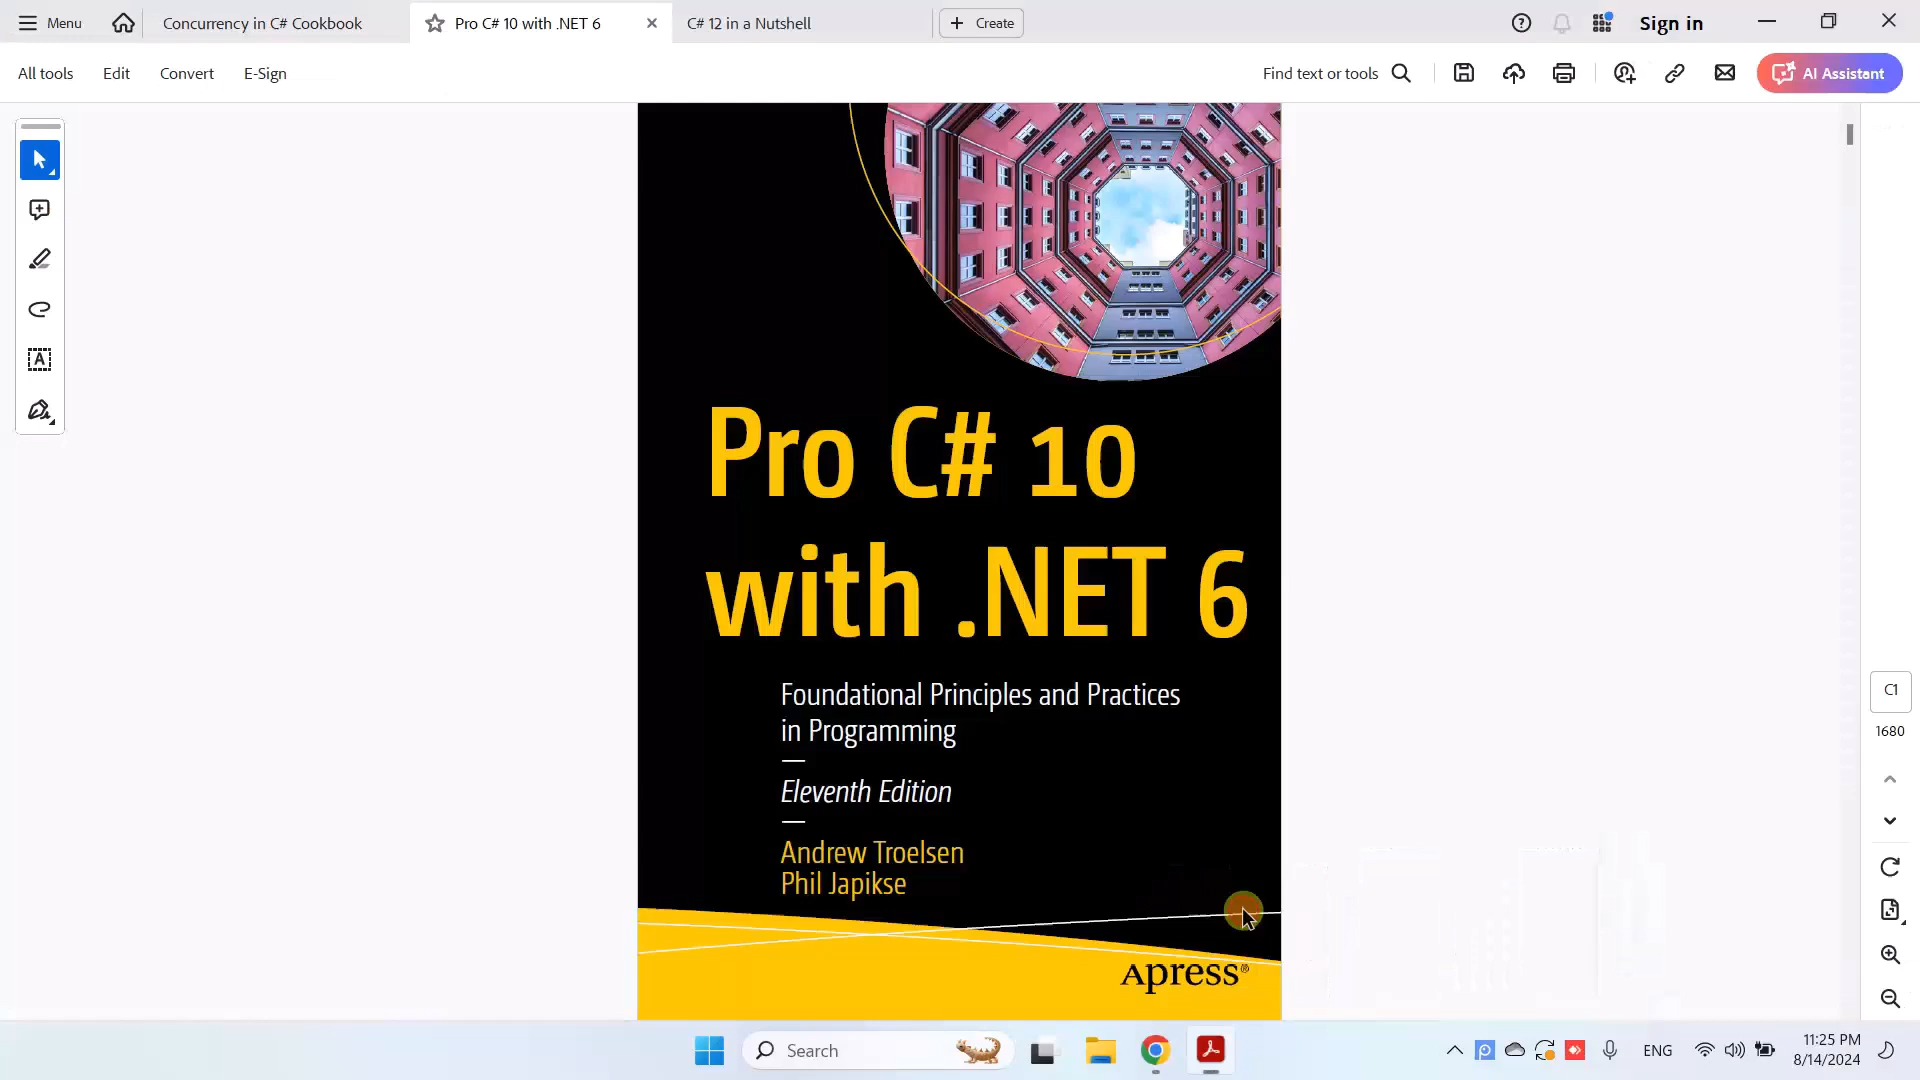 Menu
Concurrency in C# Cookbook
Pro C# 10 with .NET 6
C# 12 in a Nutshell
Create
Sign in
All tools
Edit
Convert
E-Sign
Find text or tools
AI Assistant
Pro C# 10
with .NET 6
Foundational Principles and Practices
in Programming
Eleventh Edition
Andrew Troelsen
Phil Japikse
Apress®
C1
1680
Search
ENG
11:25 PM
8/14/2024